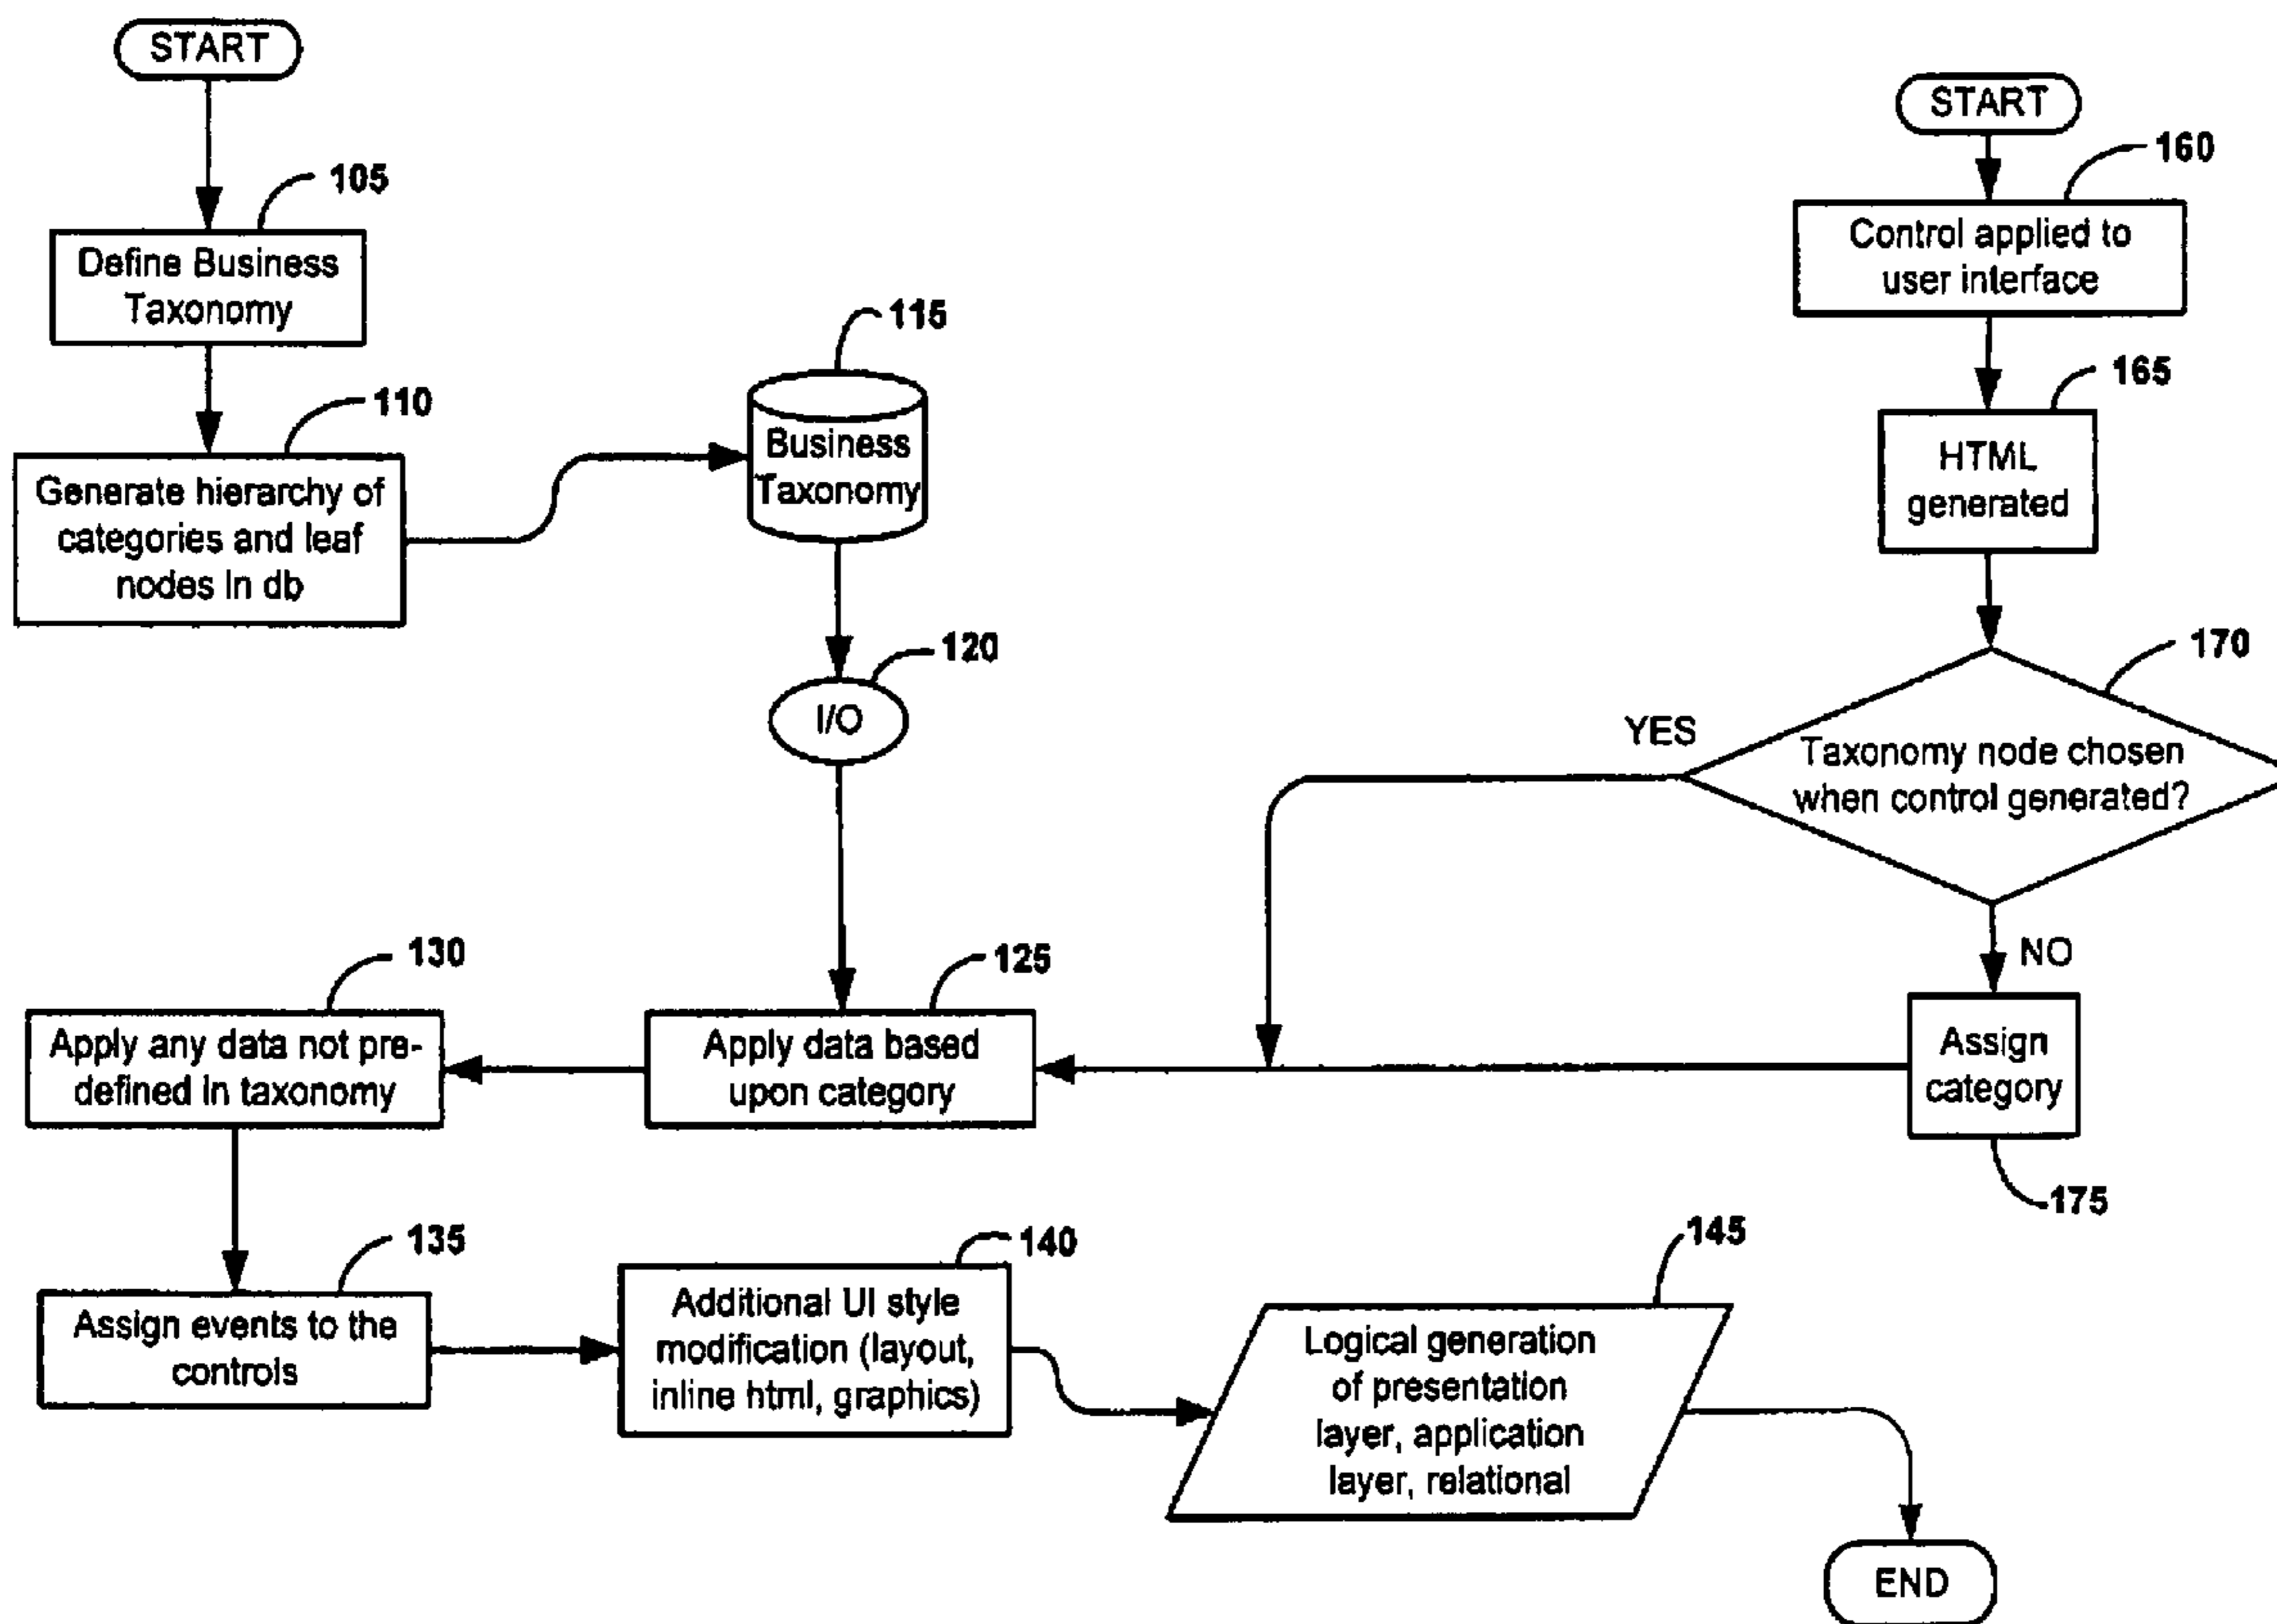 START
105
Define Business
Taxonomy
110
Generate hierarchy of
categories and leaf
nodes in db
115
Business
Taxonomy
120
I/O
START
160
Control applied to
user interface
165
HTML
generated
170
YES
Taxonomy node chosen
when control generated?
NO
Assign
category
175
125
Apply data based
upon category
130
Apply any data not pre-
defined in taxonomy
135
Assign events to the
controls
140
Additional UI style
modification (layout,
inline html, graphics)
145
Logical generation
of presentation
layer, application
layer, relational
END